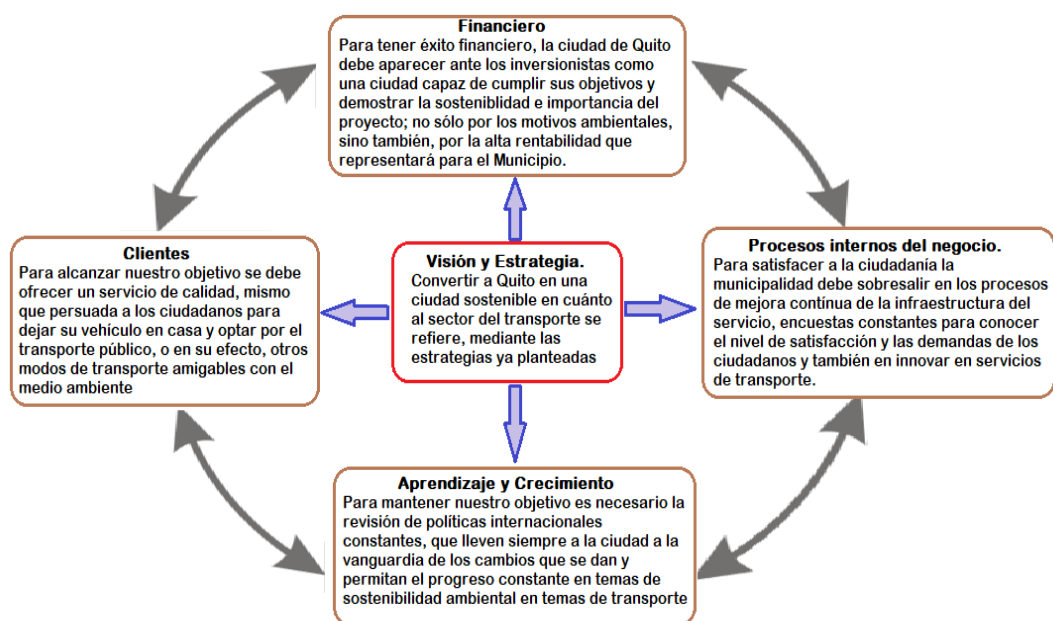 Financiero
Para tener éxito financiero, la ciudad de Quito
debe aparecer ante los inversionistas como
una ciudad capaz de cumplir sus objetivos y
demostrar la sosteniblidad e importancia del
proyecto; no sólo por los motivos ambientales,
sino también, por la alta rentabilidad que
representará para el Municipio.
Clientes
Para alcanzar nuestro objetivo se debe
ofrecer un servicio de calidad, mismo
que persuada a los ciudadanos para
dejar su vehículo en casa y optar por el
transporte público, o en su efecto, otros
modos de transporte amigables con el
medio ambiente
Visión y Estrategia.
Convertir a Quito en una
ciudad sostenible en cuánto
al sector del transporte se
refiere, mediante las
estrategias ya planteadas
Procesos internos del negocio.
Para satisfacer a la ciudadanía la
municipalidad debe sobresalir en los procesos
de mejora contínua de la infraestructura del
servicio, encuestas constantes para conocer
el nivel de satisfacción y las demandas de los
ciudadanos y también en innovar en servicios
de transporte.
Aprendizaje y Crecimiento
Para mantener nuestro objetivo es necesario la
revisión de políticas internacionales
constantes, que lleven siempre a la ciudad a la
vanguardia de los cambios que se dan y
permitan el progreso constante en temas de
sostenibilidad ambiental en temas de transporte